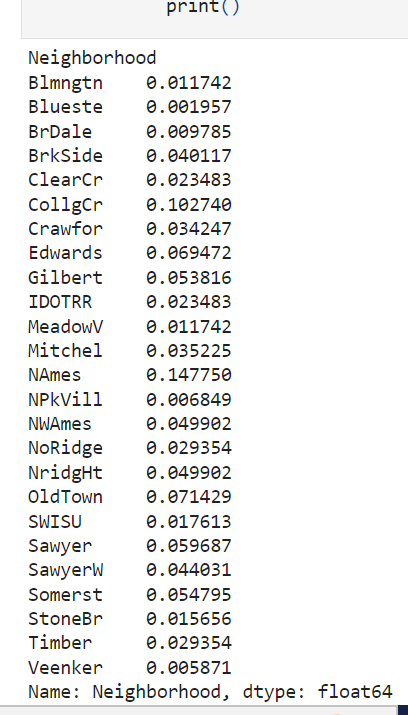 print()
Neighborhood
Blmngtn    0.011742
Blueste    0.001957
BrDale     0.009785
BrkSide    0.040117
ClearCr    0.023483
CollgCr    0.102740
Crawfor    0.034247
Edwards    0.069472
Gilbert    0.053816
IDOTRR     0.023483
MeadowV    0.011742
Mitchel    0.035225
NAmes      0.147750
NPkVill    0.006849
NWAmes     0.049902
NoRidge    0.029354
NridgHt    0.049902
OldTown    0.071429
SWISU      0.017613
Sawyer     0.059687
SawyerW    0.044031
Somerst    0.054795
StoneBr    0.015656
Timber     0.029354
Veenker    0.005871
Name: Neighborhood, dtype: float64